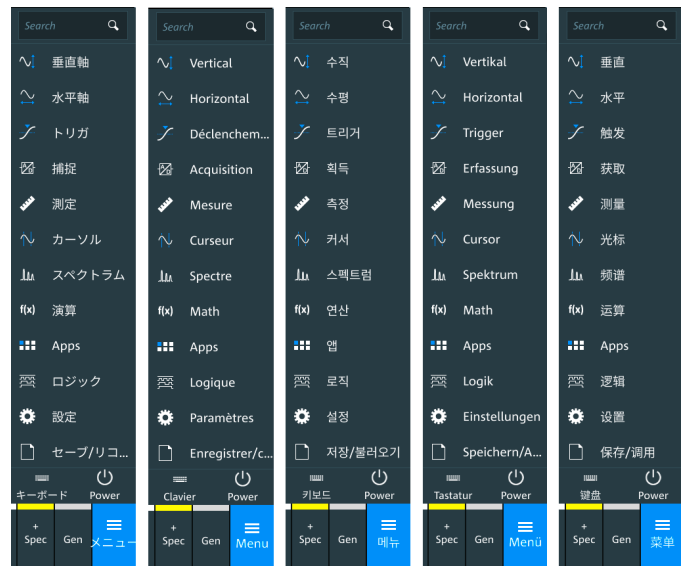 Search
垂直軸
水平軸
トリガ
捕捉
測定
カーソル
スペクトラム
f(x) 演算
Apps
ロジック
設定
セーブ/リコ...
キーボード Power
+
Spec Gen メニュー
Search
Vertical
Horizontal
Déclenchem...
Acquisition
Mesure
Curseur
Spectre
f(x) Math
Apps
Logique
Paramètres
Enregistrer/c...
Clavier Power
+
Spec Gen Menu
Search
수직
수평
트리거
획득
측정
커서
스펙트럼
f(x) 연산
앱
로직
설정
저장/불러오기
키보드 Power
+
Spec Gen 메뉴
Search
Vertikal
Horizontal
Trigger
Erfassung
Messung
Cursor
Spektrum
f(x) Math
Apps
Logik
Einstellungen
Speichern/A...
Tastatur Power
+
Spec Gen Menü
Search
垂直
水平
触发
获取
测量
光标
频谱
f(x) 运算
Apps
逻辑
设置
保存/调用
键盘 Power
+
Spec Gen 菜单